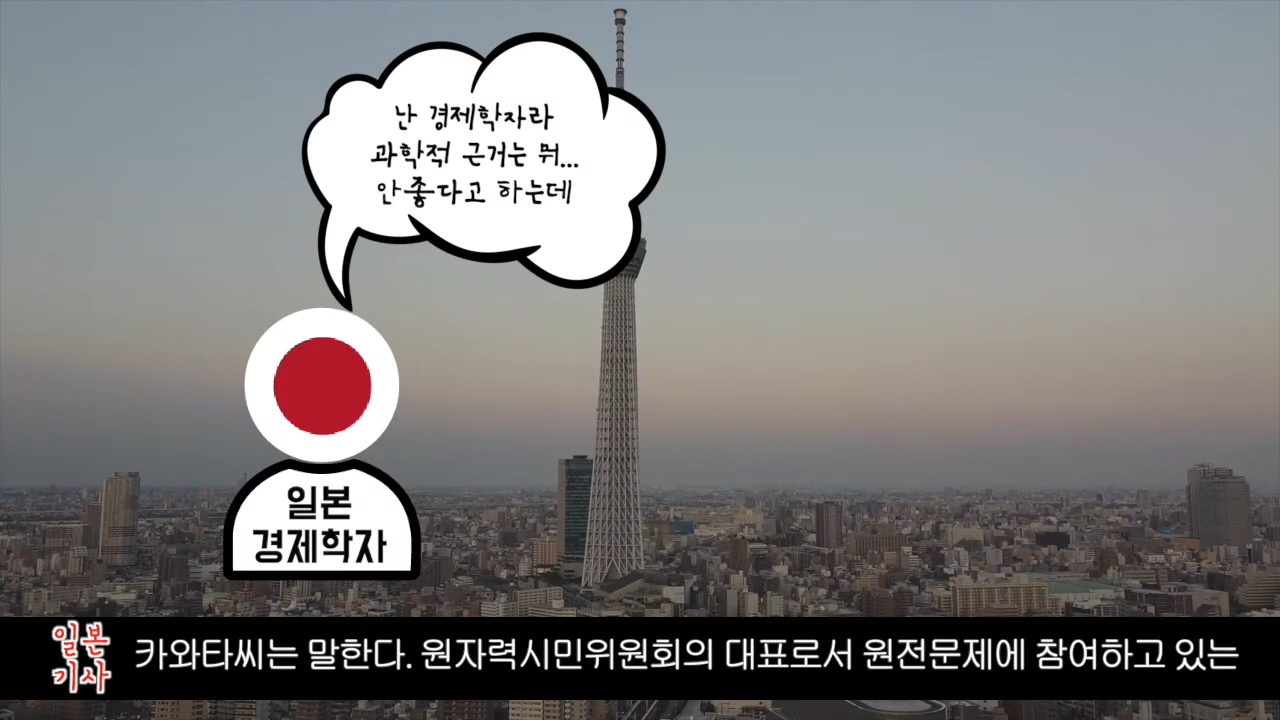 난 경제학자라
과학적 근거는 뭐...
안좋다고 하는데
일본
경제학자
일본
기사
카와타씨는 말한다. 원자력시민위원회의 대표로서 원전문제에 참여하고 있는